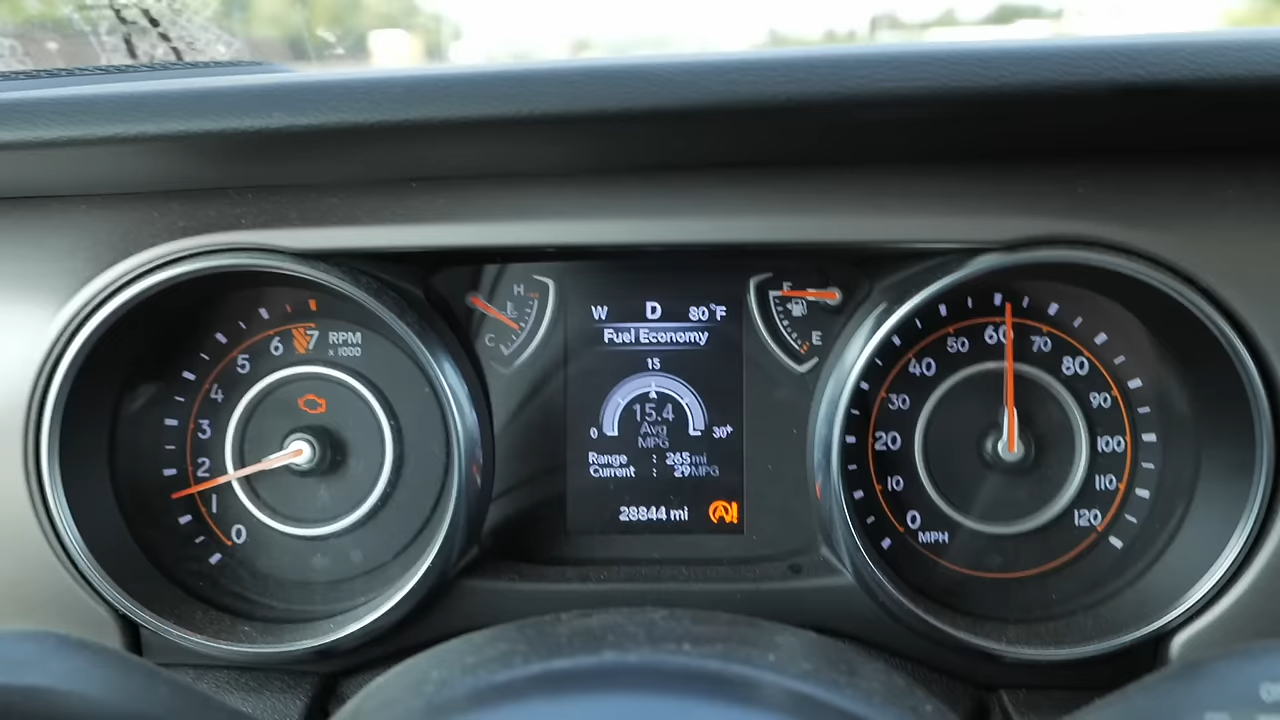 H
C
W D 80°F
Fuel Economy
15
15.4
Avg
MPG
0 30+
Range : 265 mi
Current : 29 MPG
28844 mi
F
E
0 1 2 3 4 5 6 7
RPM
x 1000
0 10 20 30 40 50 60 70 80 90 100 110 120
MPH